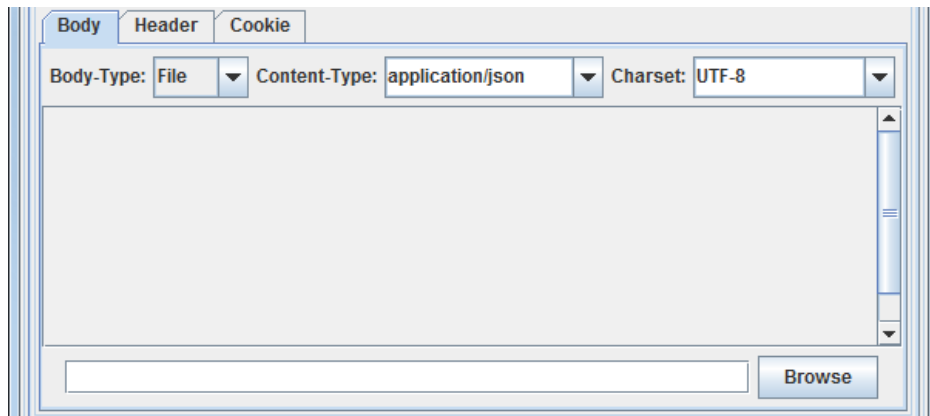 Body Header Cookie
Body-Type: File Content-Type: application/json Charset: UTF-8
Browse